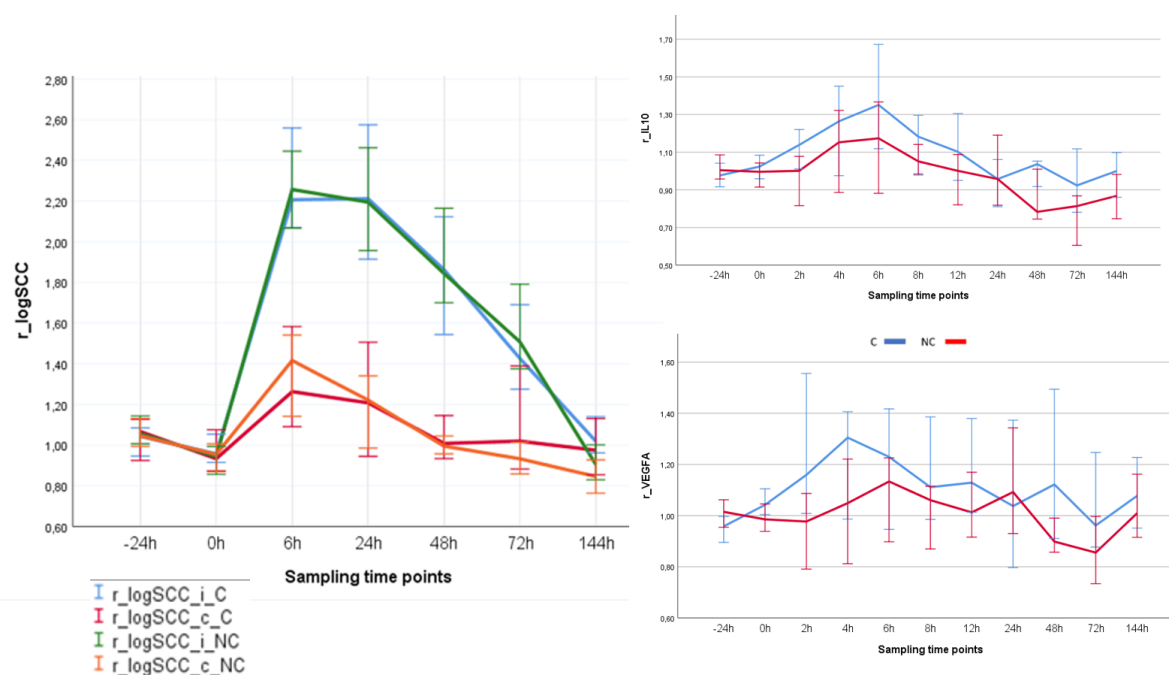 r_logSCC
2,80
2,60
2,40
2,20
2,00
1,80
1,60
1,40
1,20
1,00
0,80
0,60
-24h 0h 6h 24h 48h 72h 144h
Sampling time points
r_logSCC_i_C
r_logSCC_c_C
r_logSCC_i_NC
r_logSCC_c_NC
r_IL10
1,70
1,50
1,30
1,10
0,90
0,70
0,50
-24h 0h 2h 4h 6h 8h 12h 24h 48h 72h 144h
Sampling time points
C NC
r_VEGFA
1,60
1,40
1,20
1,00
0,80
0,60
-24h 0h 2h 4h 6h 8h 12h 24h 48h 72h 144h
Sampling time points